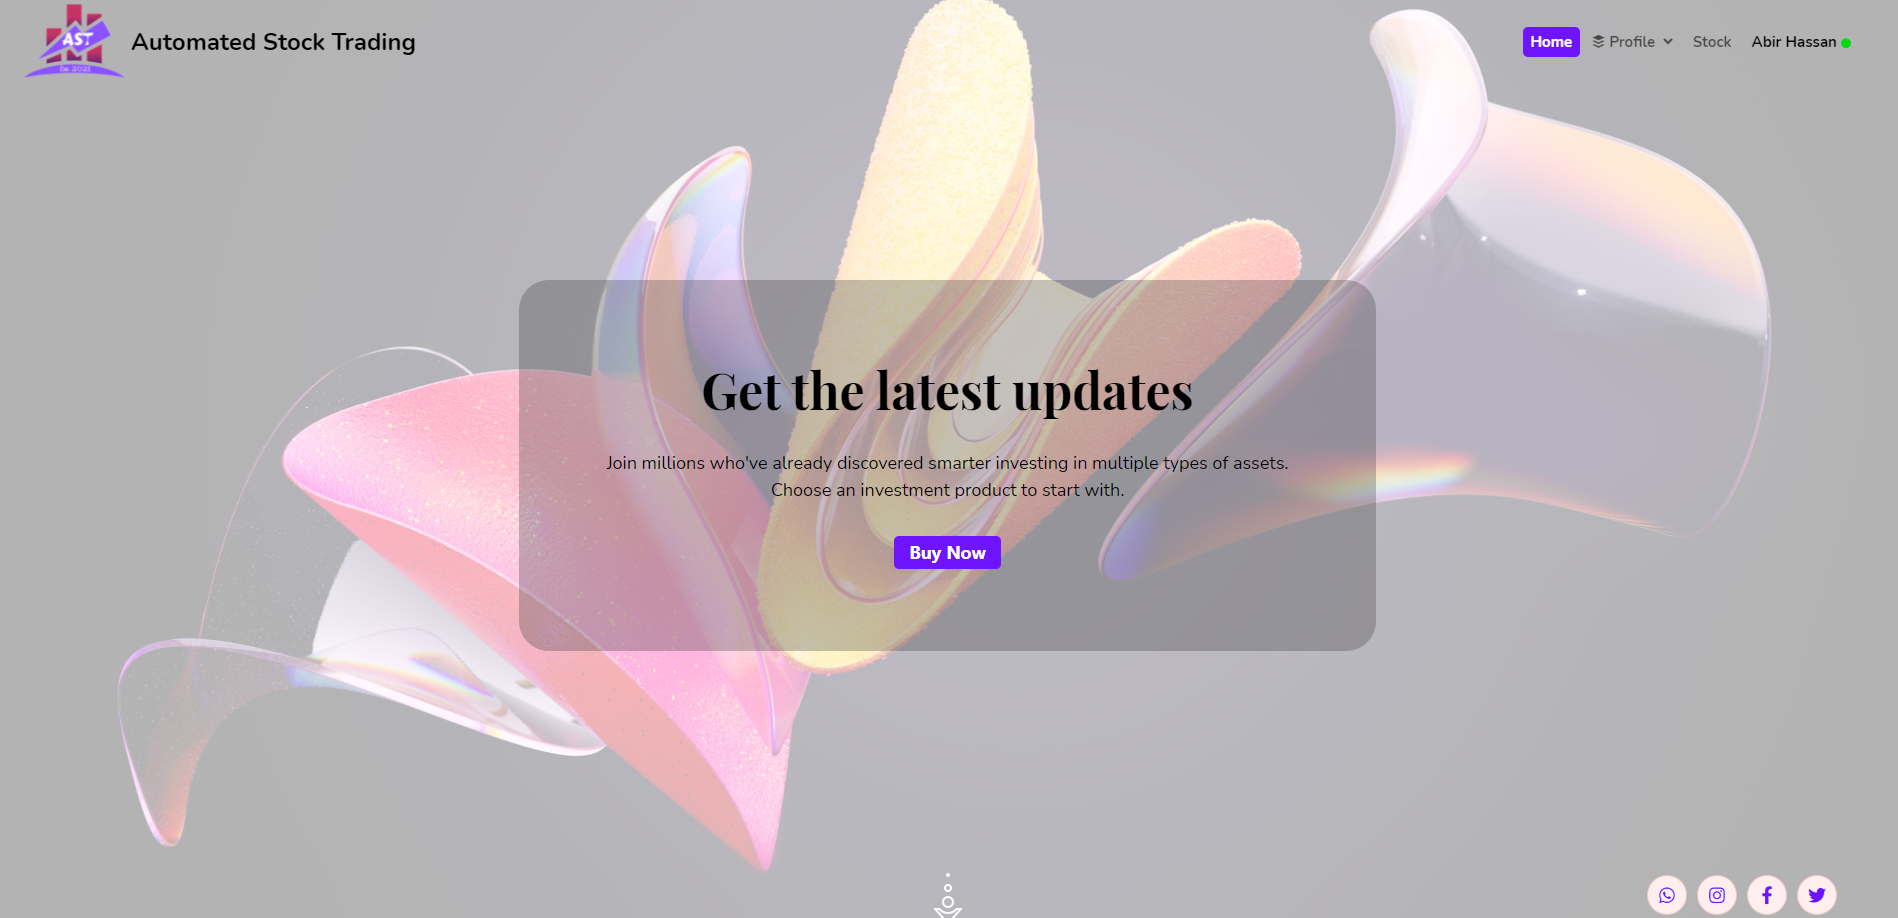 AST
Est 2021
Automated Stock Trading
Home
Profile
Stock
Abir Hassan
Get the latest updates
Join millions who've already discovered smarter investing in multiple types of assets.
Choose an investment product to start with.
Buy Now